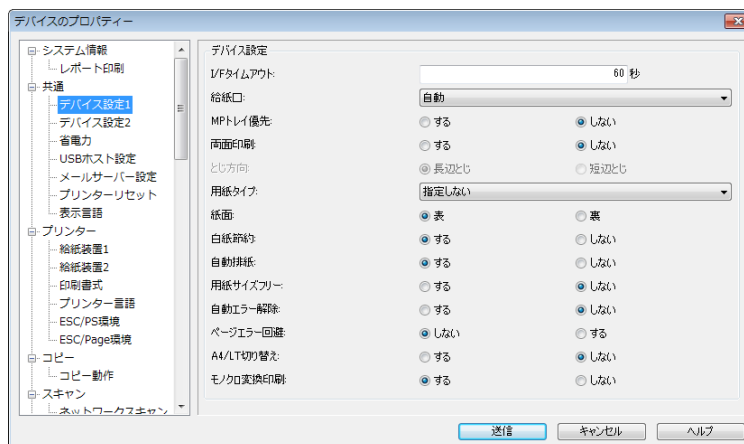 デバイスのプロパティー
システム情報
レポート印刷
共通
デバイス設定1
デバイス設定2
省電力
USBホスト設定
メールサーバー設定
プリンターリセット
表示言語
プリンター
給紙装置1
給紙装置2
印刷書式
プリンター言語
ESC/PS環境
ESC/Page環境
コピー
コピー動作
スキャン
ネットワークスキャン
デバイス設定
I/Fタイムアウト: 60 秒
給紙口: 自動
MPトレイ優先: する しない
両面印刷: する しない
とじ方向: 長辺とじ 短辺とじ
用紙タイプ: 指定しない
紙面: 表 裏
白紙節約: する しない
自動排紙: する しない
用紙サイズフリー: する しない
自動エラー解除: する しない
ページエラー回避: しない する
A4/LT切り替え: する しない
モノクロ変換印刷: する しない
送信 キャンセル ヘルプ